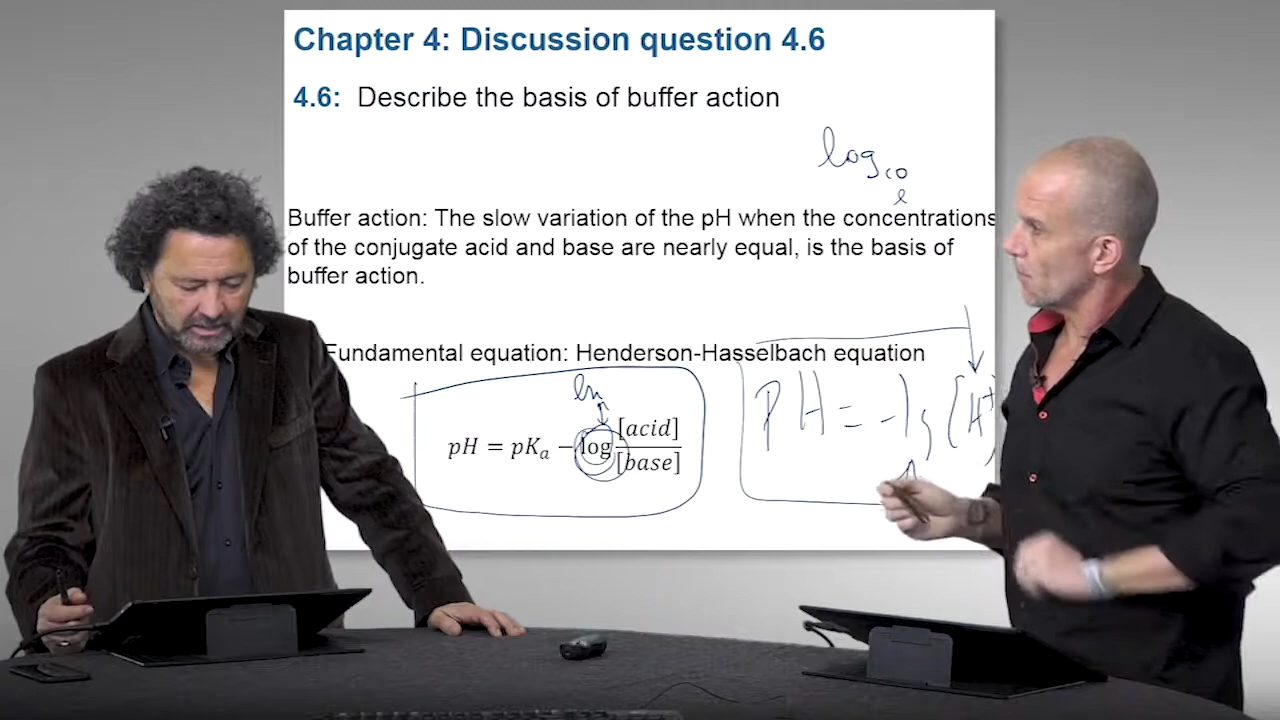 Chapter 4: Discussion question 4.6
4.6: Describe the basis of buffer action
log10
e
Buffer action: The slow variation of the pH when the concentrations
of the conjugate acid and base are nearly equal, is the basis of
buffer action.
Fundamental equation: Henderson-Hasselbach equation
ln
pH = pKa − log [acid]/[base]
pH = -lg [H+]